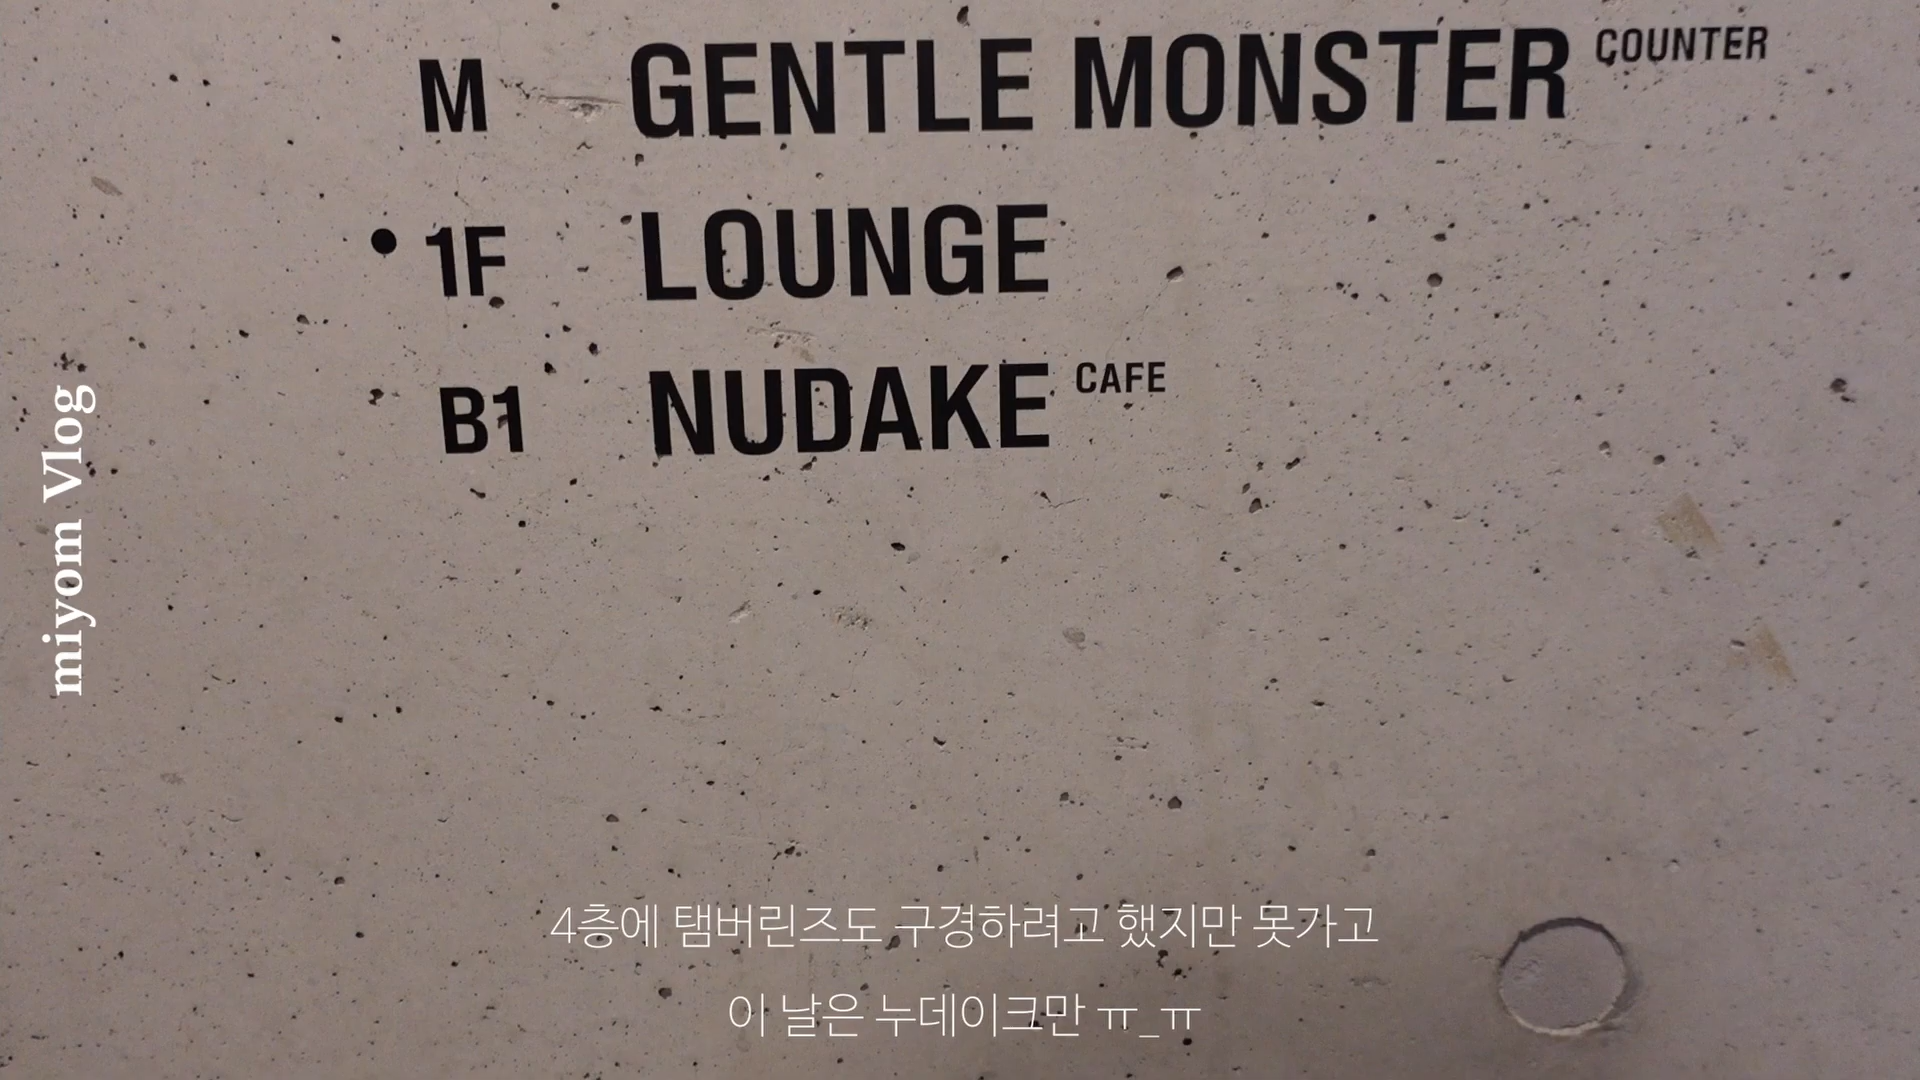 M GENTLE MONSTER COUNTER
1F LOUNGE
B1 NUDAKE CAFE
miyom Vlog
4층에 탬버린즈도 구경하려고 했지만 못가고
이 날은 누데이크만 ㅠ_ㅠ